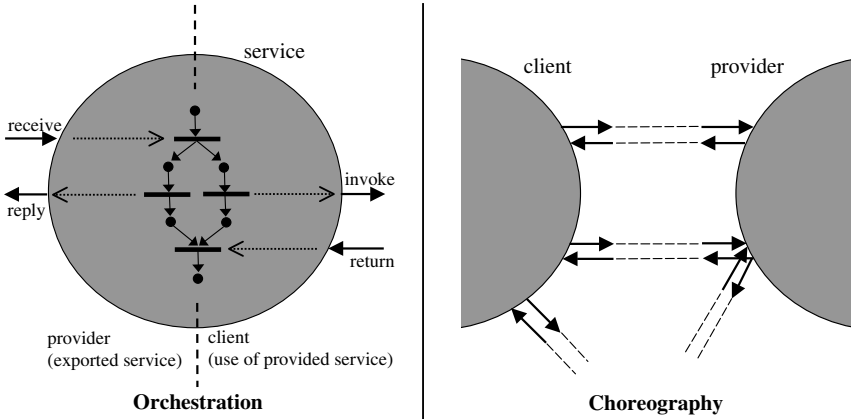 service
receive
reply
invoke
return
provider
(exported service)
client
(use of provided service)
Orchestration
client
provider
Choreography